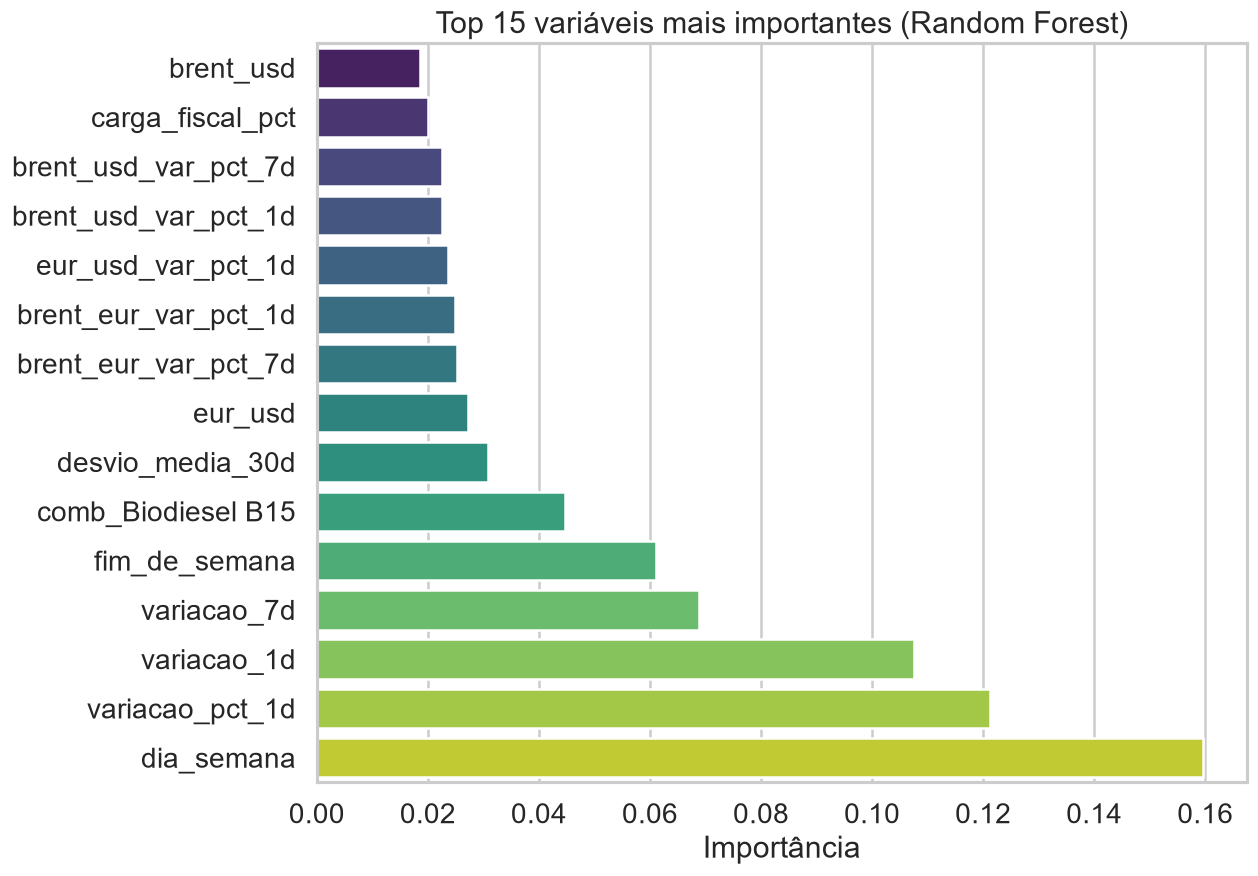 Top 15 variáveis mais importantes (Random Forest)
brent_usd
carga_fiscal_pct
brent_usd_var_pct_7d
brent_usd_var_pct_1d
eur_usd_var_pct_1d
brent_eur_var_pct_1d
brent_eur_var_pct_7d
eur_usd
desvio_media_30d
comb_Biodiesel B15
fim_de_semana
variacao_7d
variacao_1d
variacao_pct_1d
dia_semana
0.00 0.02 0.04 0.06 0.08 0.10 0.12 0.14 0.16
Importância